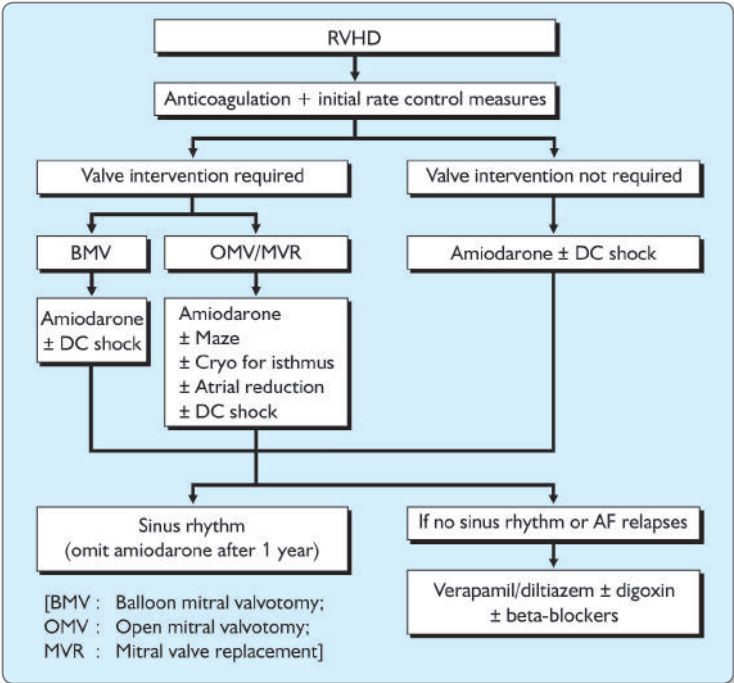 RVHD
Anticoagulation + initial rate control measures
Valve intervention required
Valve intervention not required
BMV
OMV/MVR
Amiodarone ± DC shock
Amiodarone
± DC shock
Amiodarone
± Maze
± Cryo for isthmus
± Atrial reduction
± DC shock
Sinus rhythm
(omit amiodarone after 1 year)
If no sinus rhythm or AF relapses
Verapamil/diltiazem ± digoxin
± beta-blockers
[BMV : Balloon mitral valvotomy;
OMV : Open mitral valvotomy;
MVR : Mitral valve replacement]